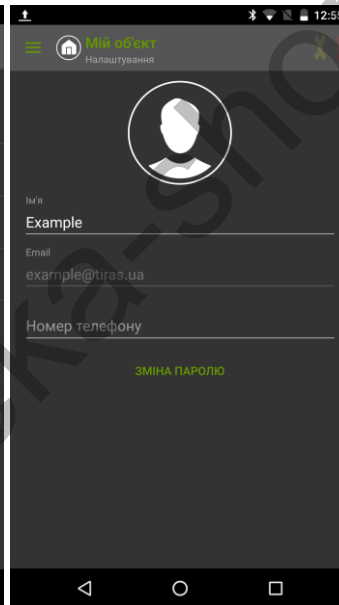 12:55
Мій об'єкт
Налаштування
Ім'я
Example
Email
example@tiras.ua
Номер телефону
ЗМІНА ПАРОЛЮ